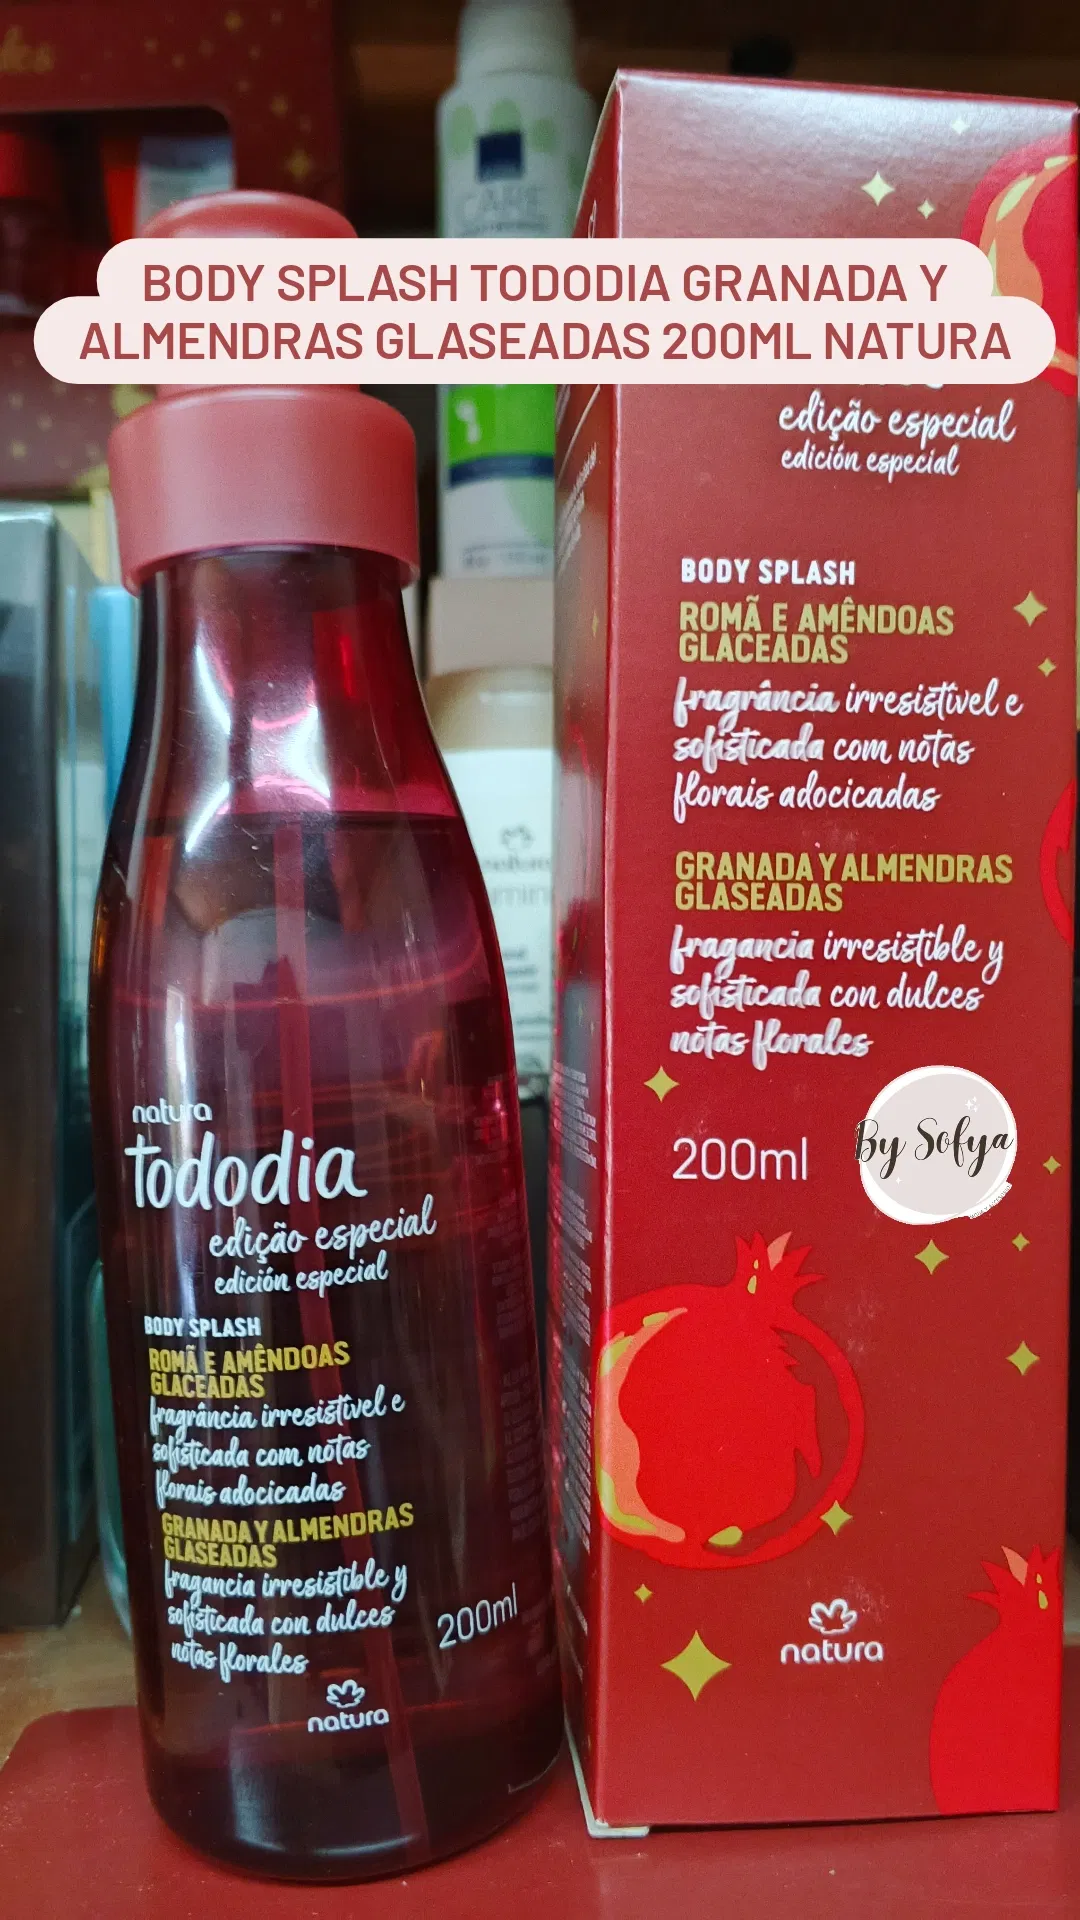 BODY SPLASH TODODIA GRANADA Y
ALMENDRAS GLASEADAS 200ML NATURA
CARE
edição especial
edición especial
BODY SPLASH
ROMÃ E AMÊNDOAS
GLACEADAS
fragrância irresistível e
sofisticada com notas
florais adocicadas
GRANADA Y ALMENDRAS
GLASEADAS
fragancia irresistible y
sofisticada con dulces
notas florales
200ml
By Sofya
natura
natura
tododia
edição especial
edición especial
BODY SPLASH
ROMÃ E AMÊNDOAS
GLACEADAS
fragrância irresistível e
sofisticada com notas
florais adocicadas
GRANADA Y ALMENDRAS
GLASEADAS
fragancia irresistible y
sofisticada con dulces
notas florales
200ml
natura